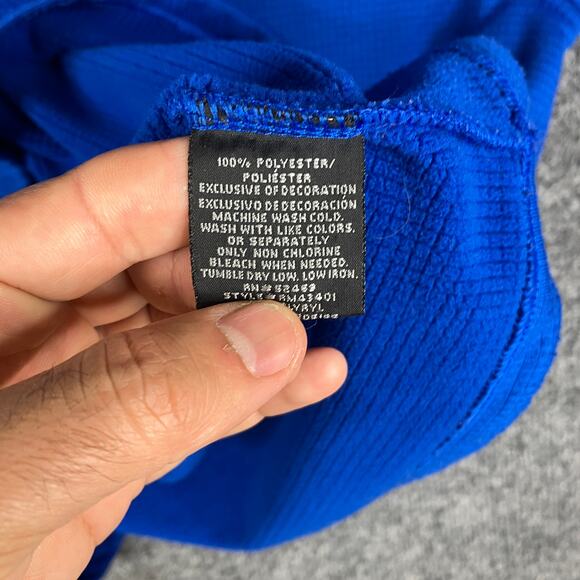 100% POLYESTER/
POLIÉSTER
EXCLUSIVE OF DECORATION
EXCLUSIVO DE DECORACIÓN
MACHINE WASH COLD.
WASH WITH LIKE COLORS.
OR SEPARATELY
ONLY NON CHLORINE
BLEACH WHEN NEEDED.
TUMBLE DRY LOW. LOW IRON.
RN# 52469
STYLE #